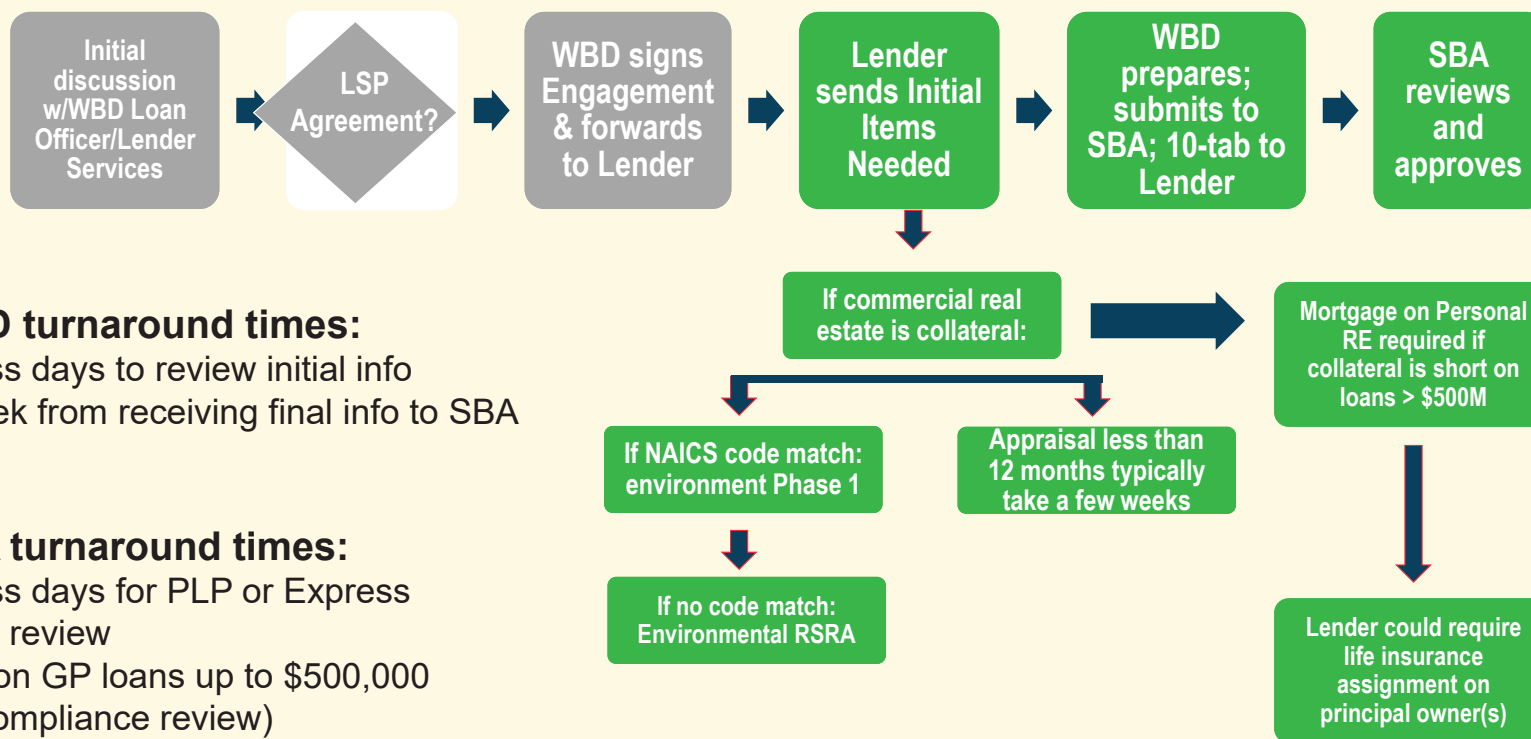 Initial
discussion
w/WBD Loan
Officer/Lender
Services
LSP
Agreement?
WBD signs
Engagement
& forwards
to Lender
Lender
sends Initial
Items
Needed
WBD
prepares;
submits to
SBA; 10-tab to
Lender
SBA
reviews
and
approves
If commercial real
estate is collateral:
Mortgage on Personal
RE required if
collateral is short on
loans > $500M
If NAICS code match:
environment Phase 1
Appraisal less than
12 months typically
take a few weeks
If no code match:
Environmental RSRA
Lender could require
life insurance
assignment on
principal owner(s)
turnaround times:
days to review initial info
from receiving final info to SBA
turnaround times:
days for PLP or Express
review
on GP loans up to $500,000
review)